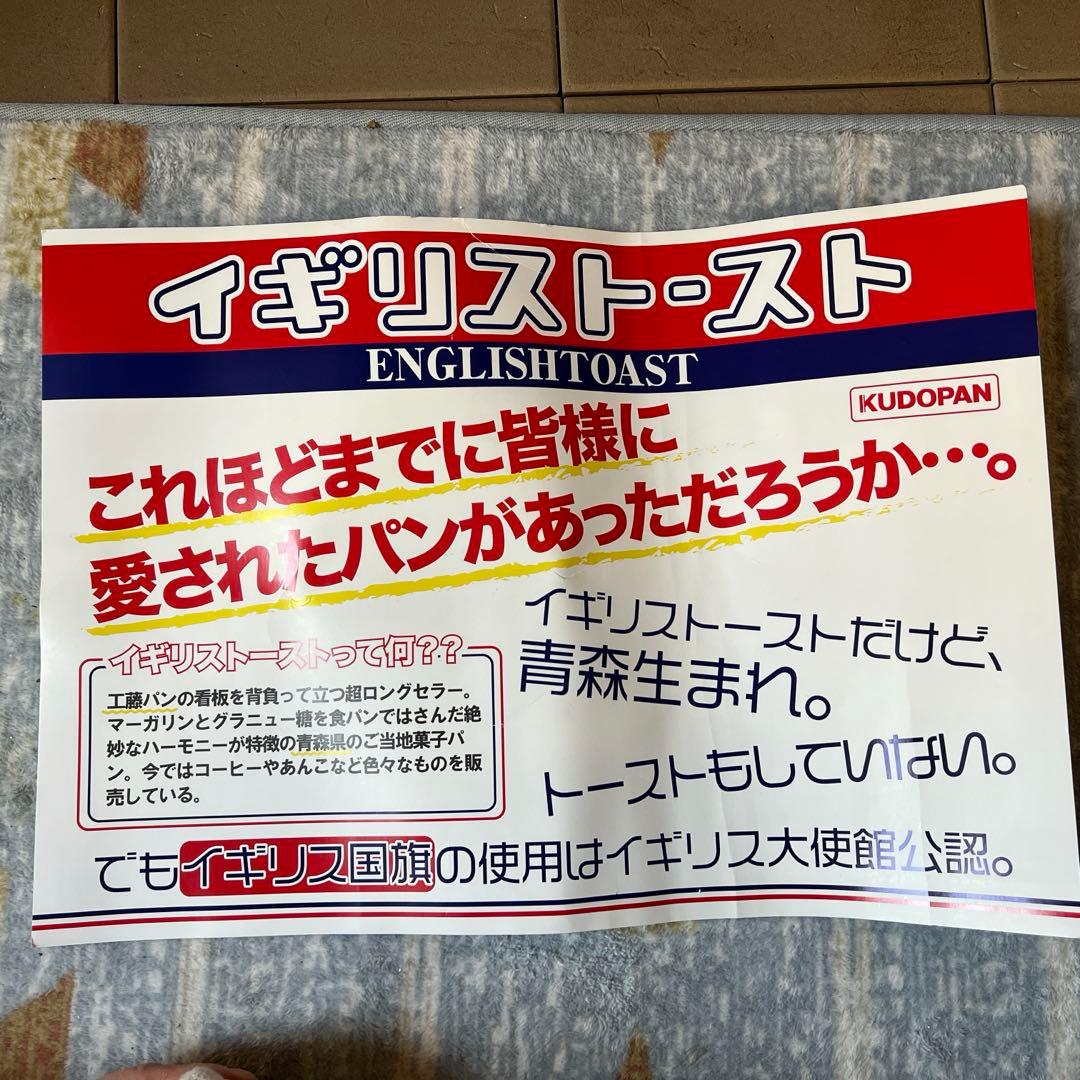 イギリストースト
ENGLISHTOAST
KUDOPAN
これほどまでに皆様に
愛されたパンがあっただろうか…。
イギリストーストだけど、
青森生まれ。
トーストもしていない。
イギリストーストって何??
工藤パンの看板を背負って立つ超ロングセラー。
マーガリンとグラニュー糖を食パンではさんだ絶
妙なハーモニーが特徴の青森県のご当地菓子パ
ン。今ではコーヒーやあんこなど色々なものを販
売している。
でもイギリス国旗の使用はイギリス大使館公認。